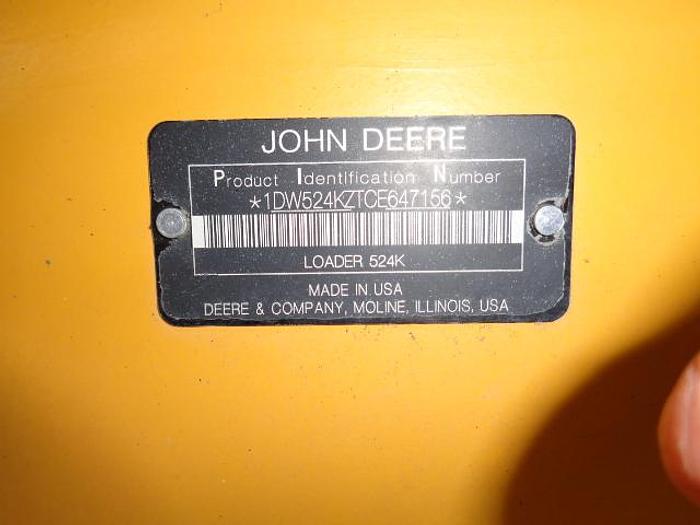 JOHN DEERE
Product Identification Number
*1DW524KZTCE647156*
LOADER 524K
MADE IN USA
DEERE & COMPANY, MOLINE, ILLINOIS, USA